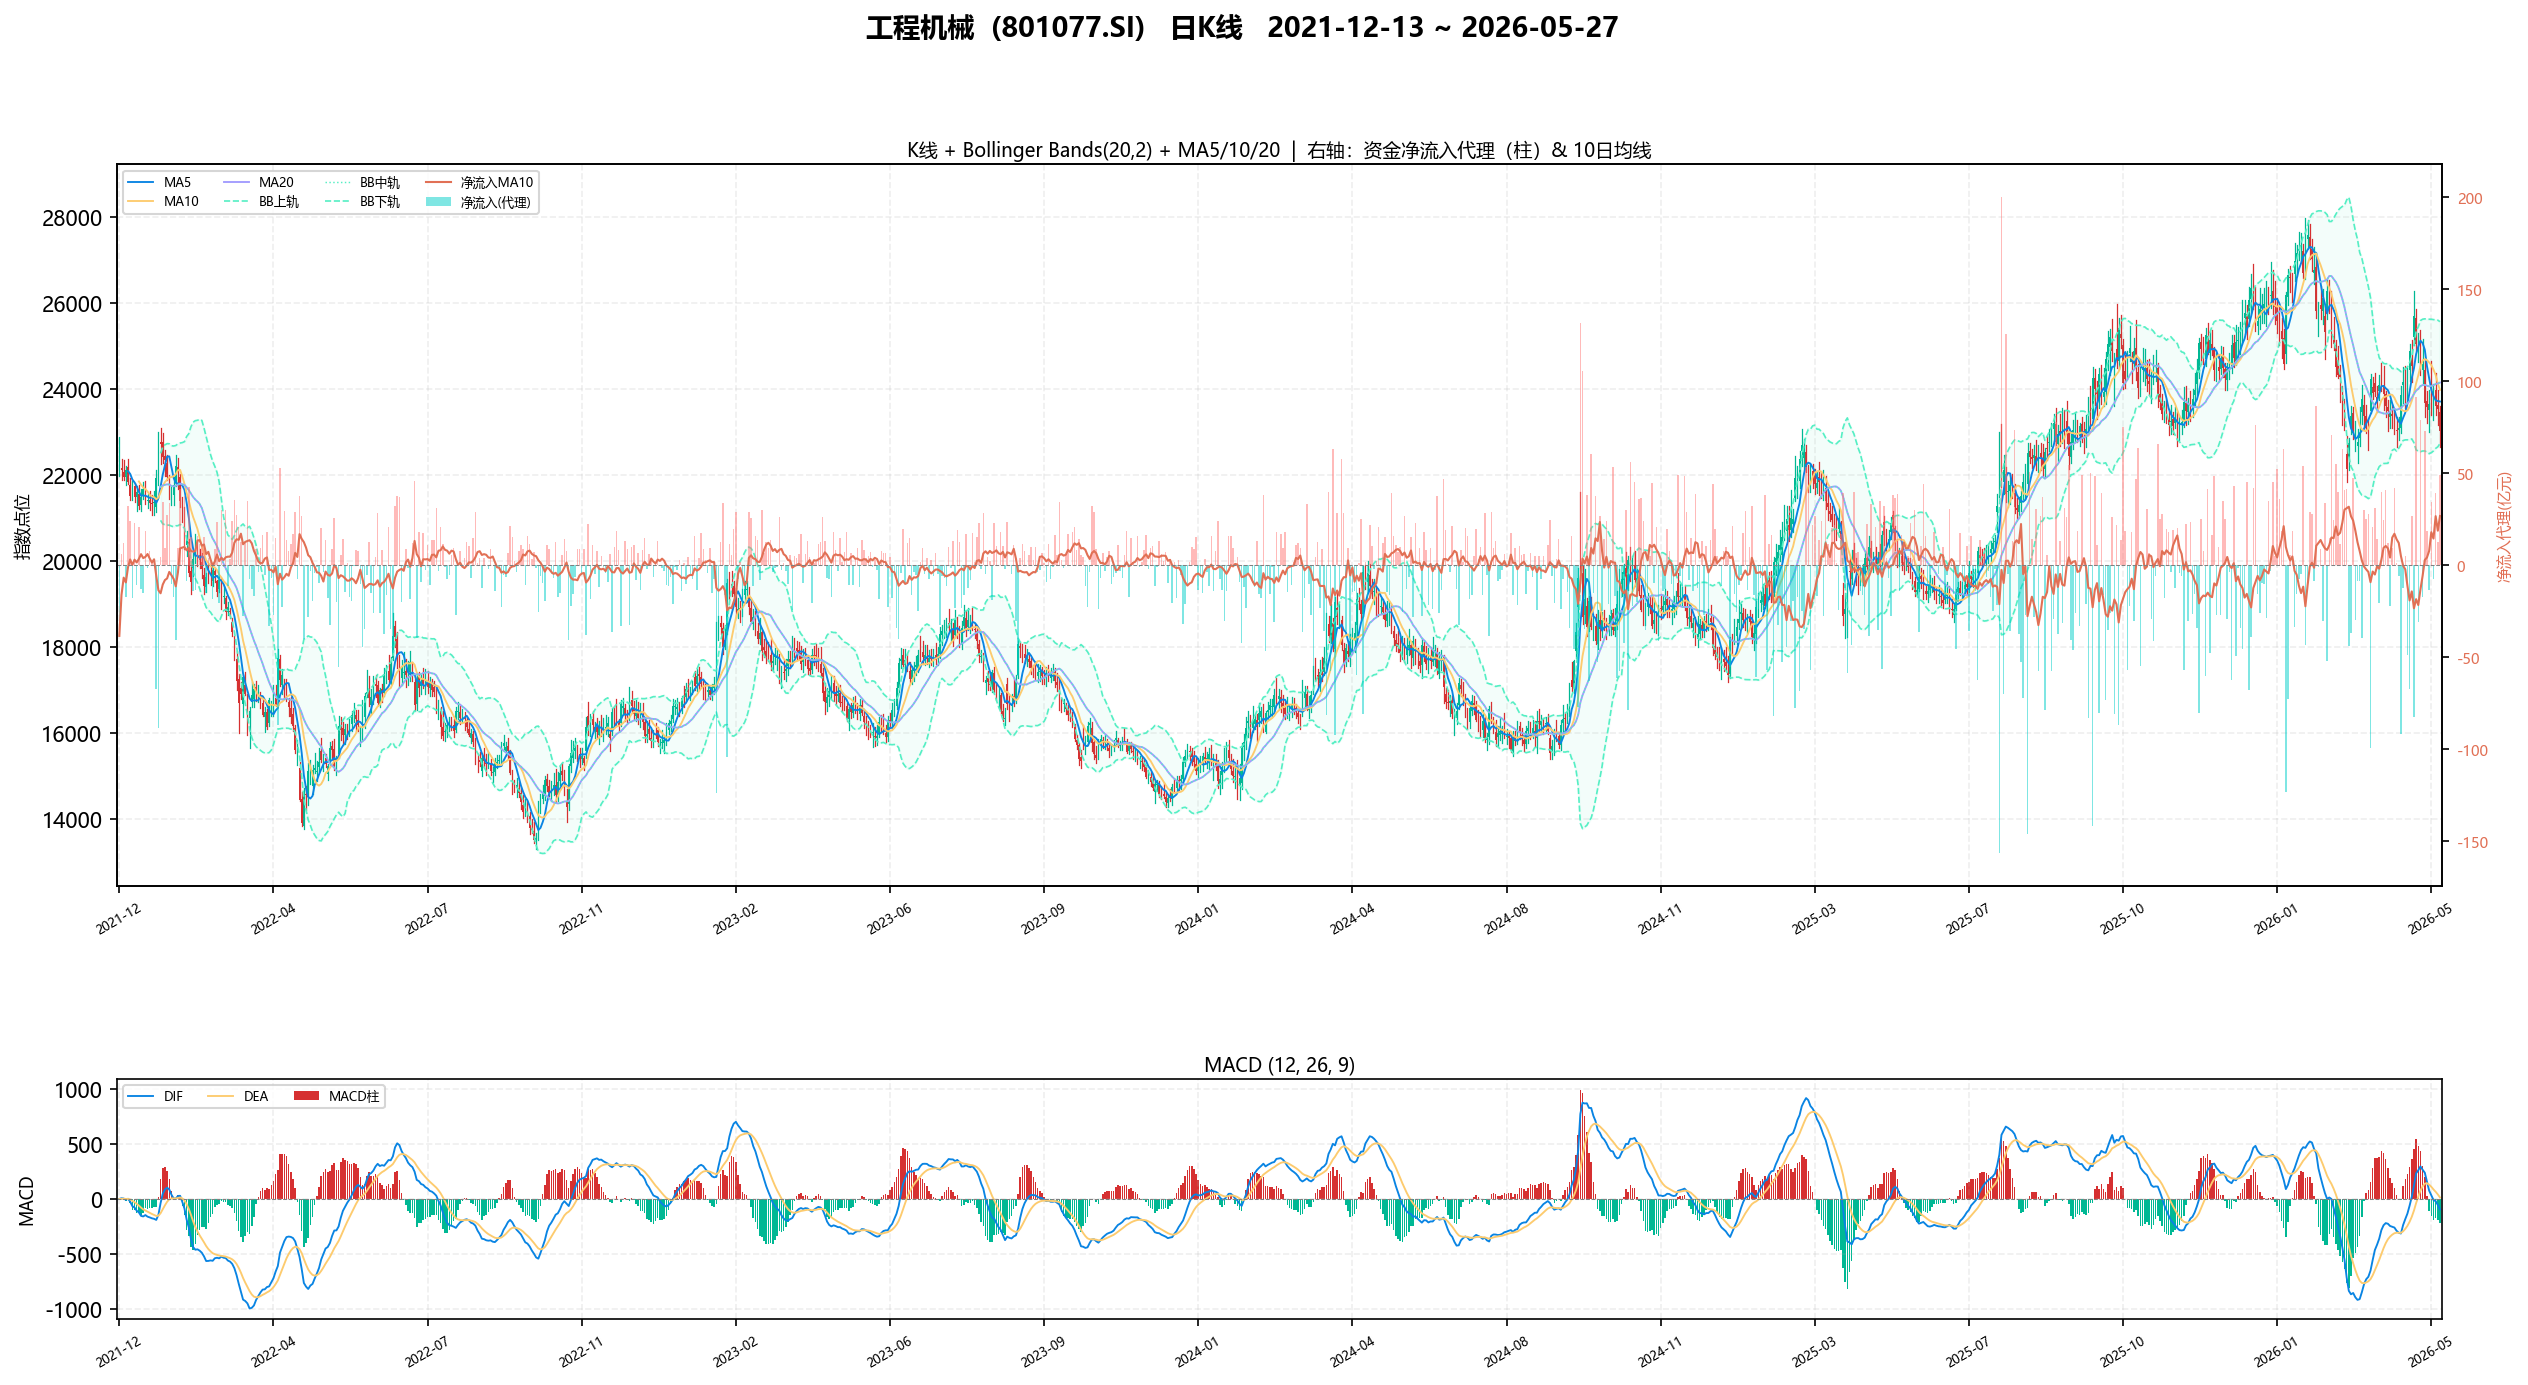 工程机械 (801077.SI) 日K线 2021-12-13 ~ 2026-05-27
K线 + Bollinger Bands(20,2) + MA5/10/20 | 右轴：资金净流入代理（柱）& 10日均线
MA5 MA20 BB中轨 净流入MA10
MA10 BB上轨 BB下轨 净流入(代理)
指数点位
28000
26000
24000
22000
20000
18000
16000
14000
200
150
100
50
0
-50
-100
-150
净流入代理(亿元)
2021-12 2022-04 2022-07 2022-11 2023-02 2023-06 2023-09 2024-01 2024-04 2024-08 2024-11 2025-03 2025-07 2025-10 2026-01 2026-05
MACD (12, 26, 9)
DIF DEA MACD柱
MACD
1000
500
0
-500
-1000
2021-12 2022-04 2022-07 2022-11 2023-02 2023-06 2023-09 2024-01 2024-04 2024-08 2024-11 2025-03 2025-07 2025-10 2026-01 2026-05